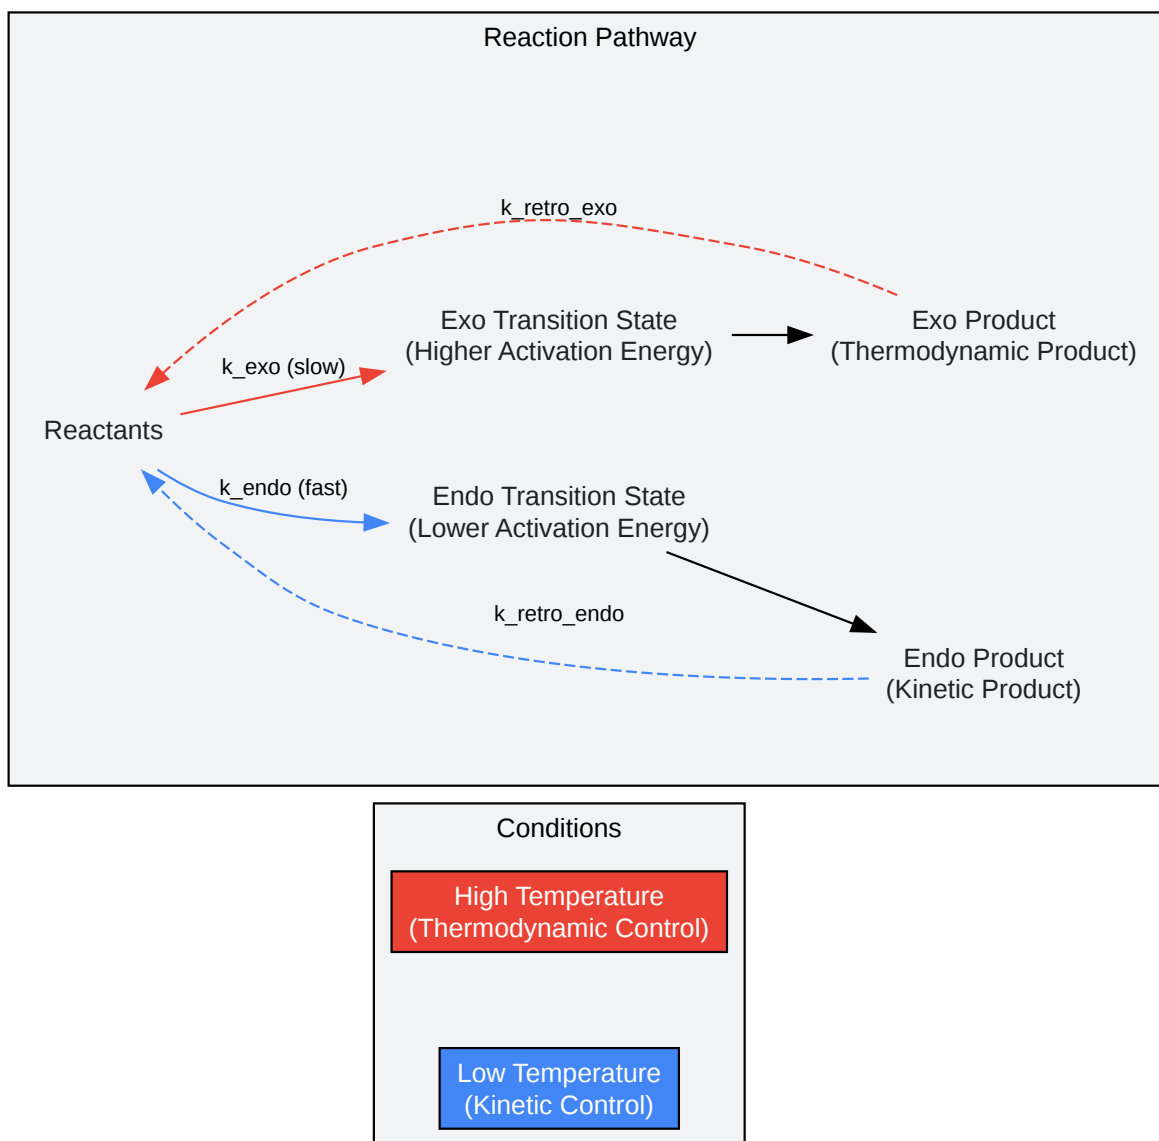 Reaction Pathway
k_retro_exo
Exo Transition State
(Higher Activation Energy)
Exo Product
(Thermodynamic Product)
k_exo (slow)
Reactants
k_endo (fast)
Endo Transition State
(Lower Activation Energy)
k_retro_endo
Endo Product
(Kinetic Product)
Conditions
High Temperature
(Thermodynamic Control)
Low Temperature
(Kinetic Control)